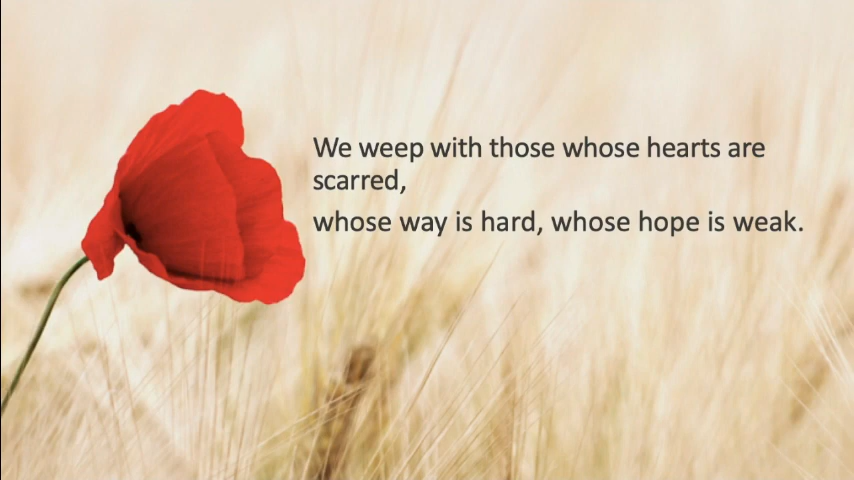 We weep with those whose hearts are
scarred,
whose way is hard, whose hope is weak.